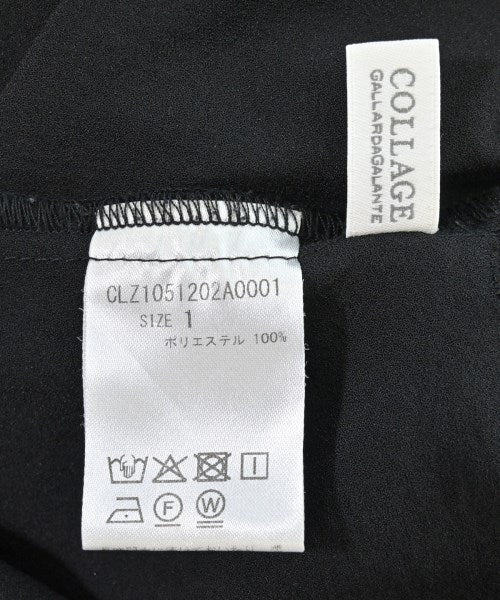 COLLAGE
GALLARDAGALANTE
CLZ1051202A0001
SIZE 1
ポリエステル 100%
F W